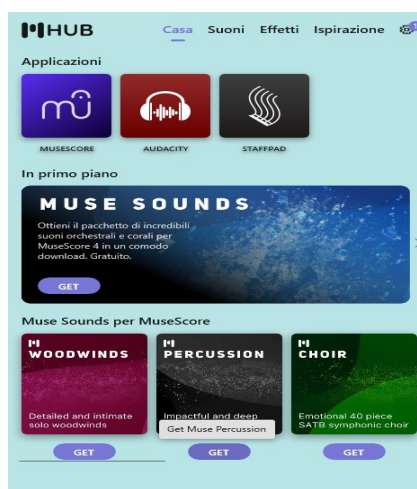 HUB
Casa Suoni Effetti Ispirazione
Applicazioni
MUSESCORE AUDACITY STAFFPAD
In primo piano
MUSE SOUNDS
Ottieni il pacchetto di incredibili
suoni orchestrali e corali per
MuseScore 4 in un comodo
download. Gratuito.
GET
Muse Sounds per MuseScore
WOODWINDS
Detailed and intimate
solo woodwinds
GET
PERCUSSION
Impactful and deep
Get Muse Percussion
GET
CHOIR
Emotional 40 piece
SATB symphonic choir
GET